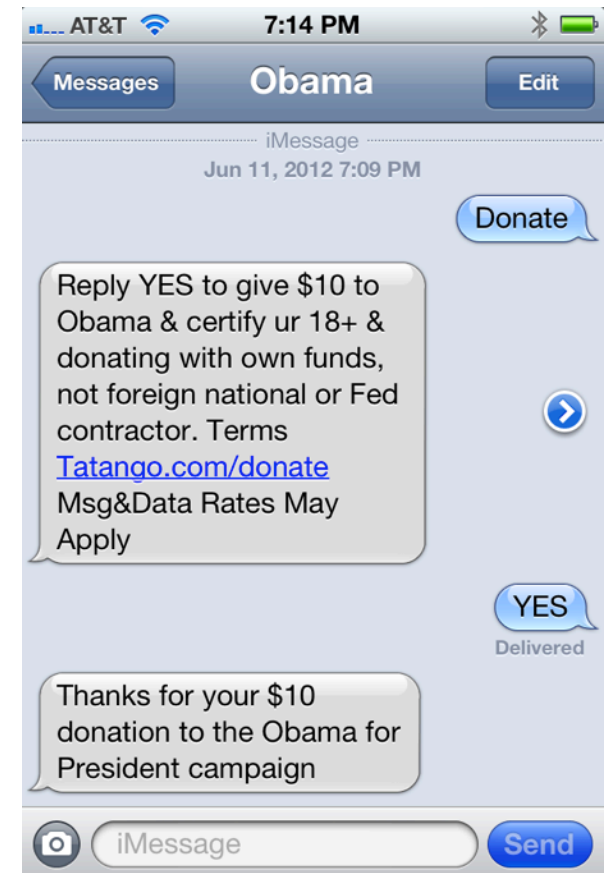 AT&T 7:14 PM
Messages Obama Edit
iMessage
Jun 11, 2012 7:09 PM
Donate
Reply YES to give $10 to
Obama & certify ur 18+ &
donating with own funds,
not foreign national or Fed
contractor. Terms
Tatango.com/donate
Msg&Data Rates May
Apply
YES
Delivered
Thanks for your $10
donation to the Obama for
President campaign
iMessage Send